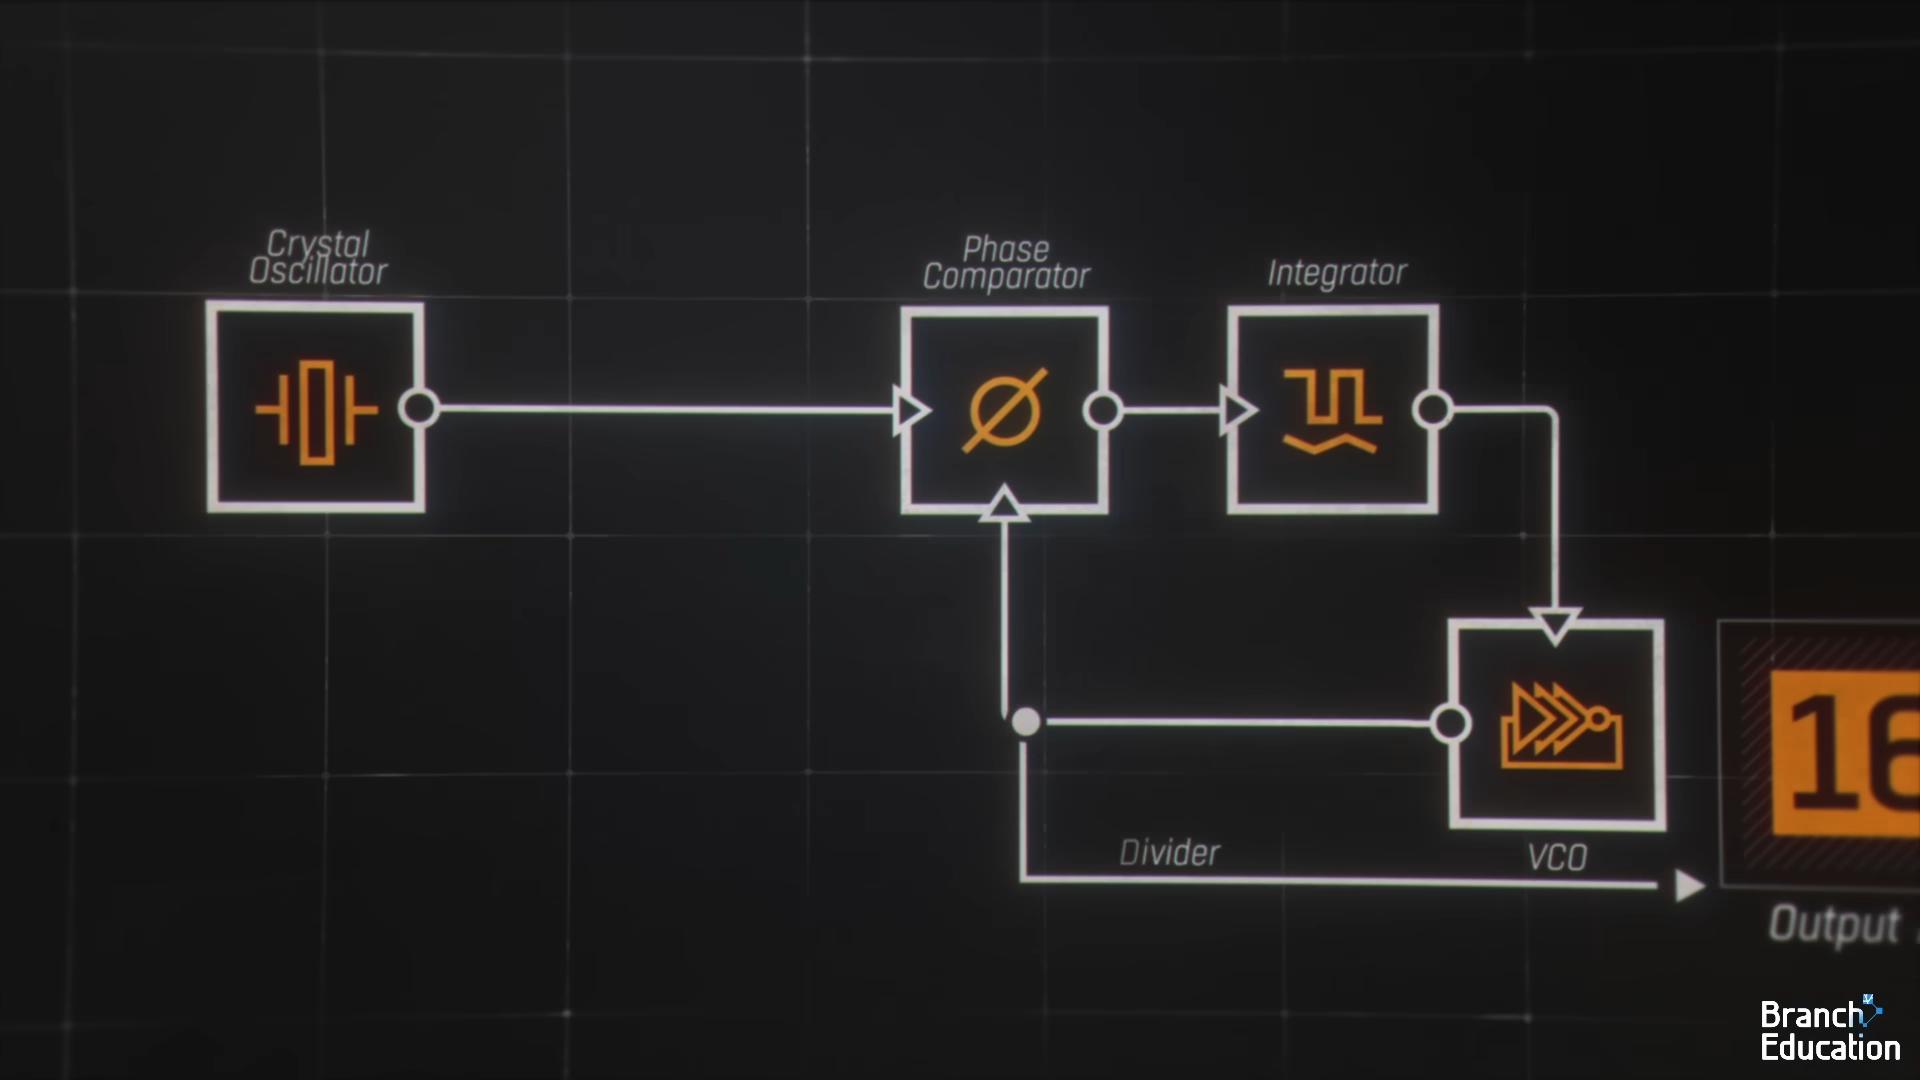 Crystal
Oscillator
Phase
Comparator
Integrator
16
Divider
VCO
Output
Branch
Education